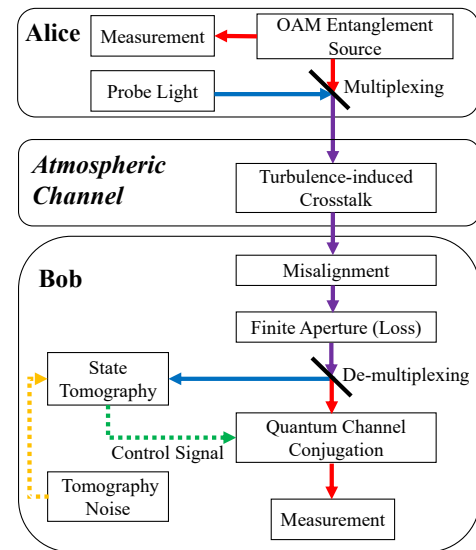 Alice
Measurement
OAM Entanglement
Source
Probe Light
Multiplexing
Atmospheric
Channel
Turbulence-induced
Crosstalk
Bob
Misalignment
Finite Aperture (Loss)
De-multiplexing
State
Tomography
Control Signal
Quantum Channel
Conjugation
Tomography
Noise
Measurement